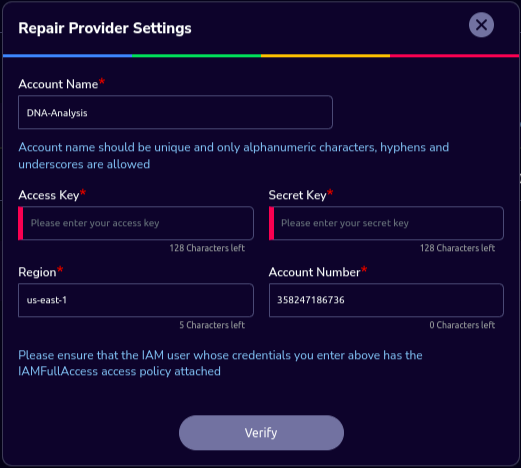 Repair Provider Settings
Account Name*
DNA-Analysis
Account name should be unique and only alphanumeric characters, hyphens and
underscores are allowed
Access Key* Secret Key*
Please enter your access key Please enter your secret key
128 Characters left 128 Characters left
Region* Account Number*
us-east-1 358247186736
5 Characters left 0 Characters left
Please ensure that the IAM user whose credentials you enter above has the
IAMFullAccess access policy attached
Verify